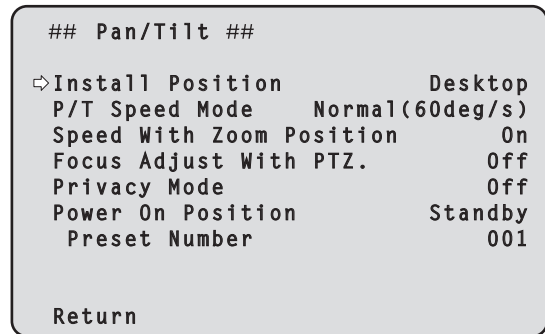 ## Pan/Tilt ##
⇨Install Position Desktop
P/T Speed Mode Normal(60deg/s)
Speed With Zoom Position On
Focus Adjust With PTZ. Off
Privacy Mode Off
Power On Position Standby
Preset Number 001
Return